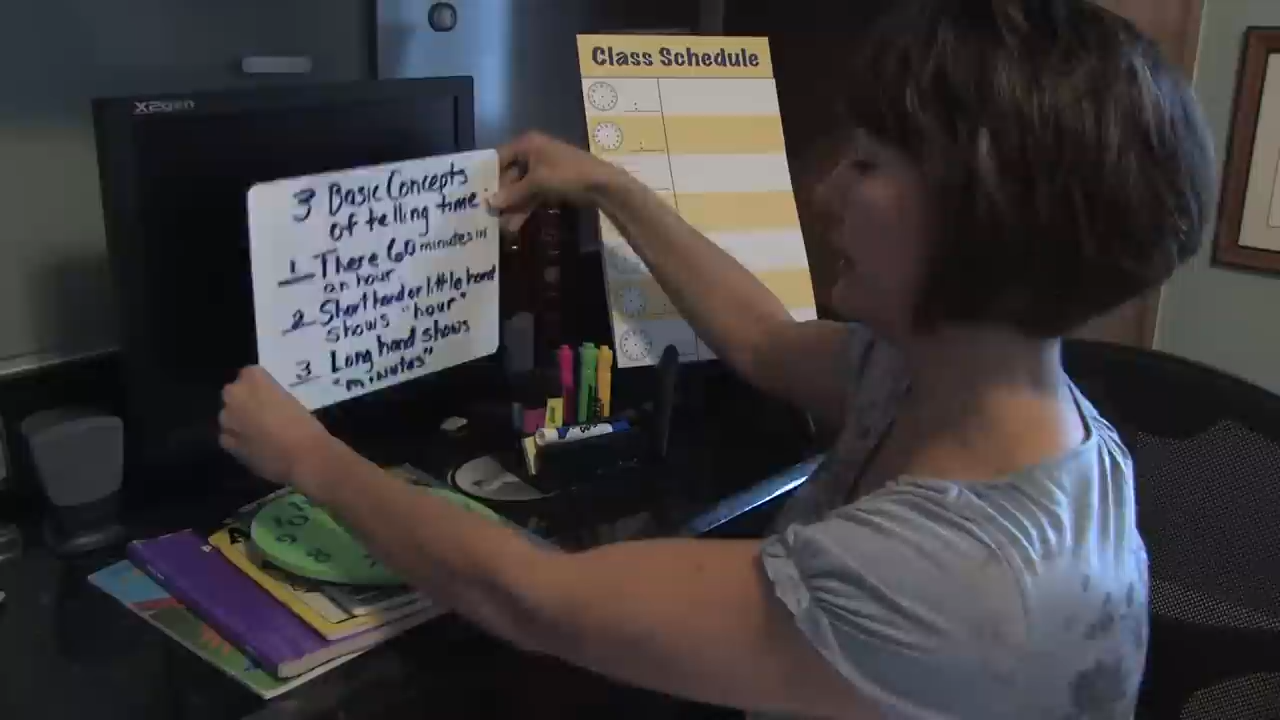 X2gen
Class Schedule
3 Basic Concepts
of telling time
1 There 60 minutes in
an hour
2 Short hand or little hand
shows "hour"
3 Long hand shows
"minutes"